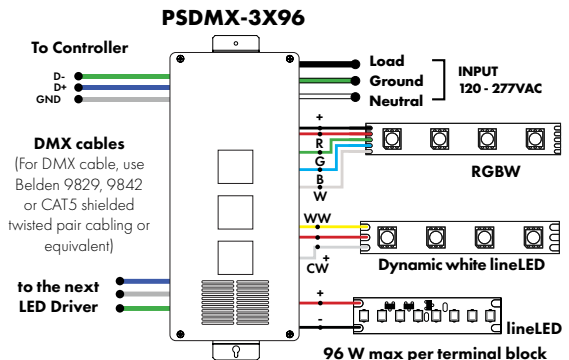 PSDMX-3X96
To Controller
D-
D+
GND
DMX cables
(For DMX cable, use
Belden 9829, 9842
or CAT5 shielded
twisted pair cabling or
equivalent)
to the next
LED Driver
Load
Ground
Neutral
INPUT
120 - 277VAC
+
R
G
B
W
RGBW
WW
+
CW
Dynamic white lineLED
+
-
lineLED
96 W max per terminal block